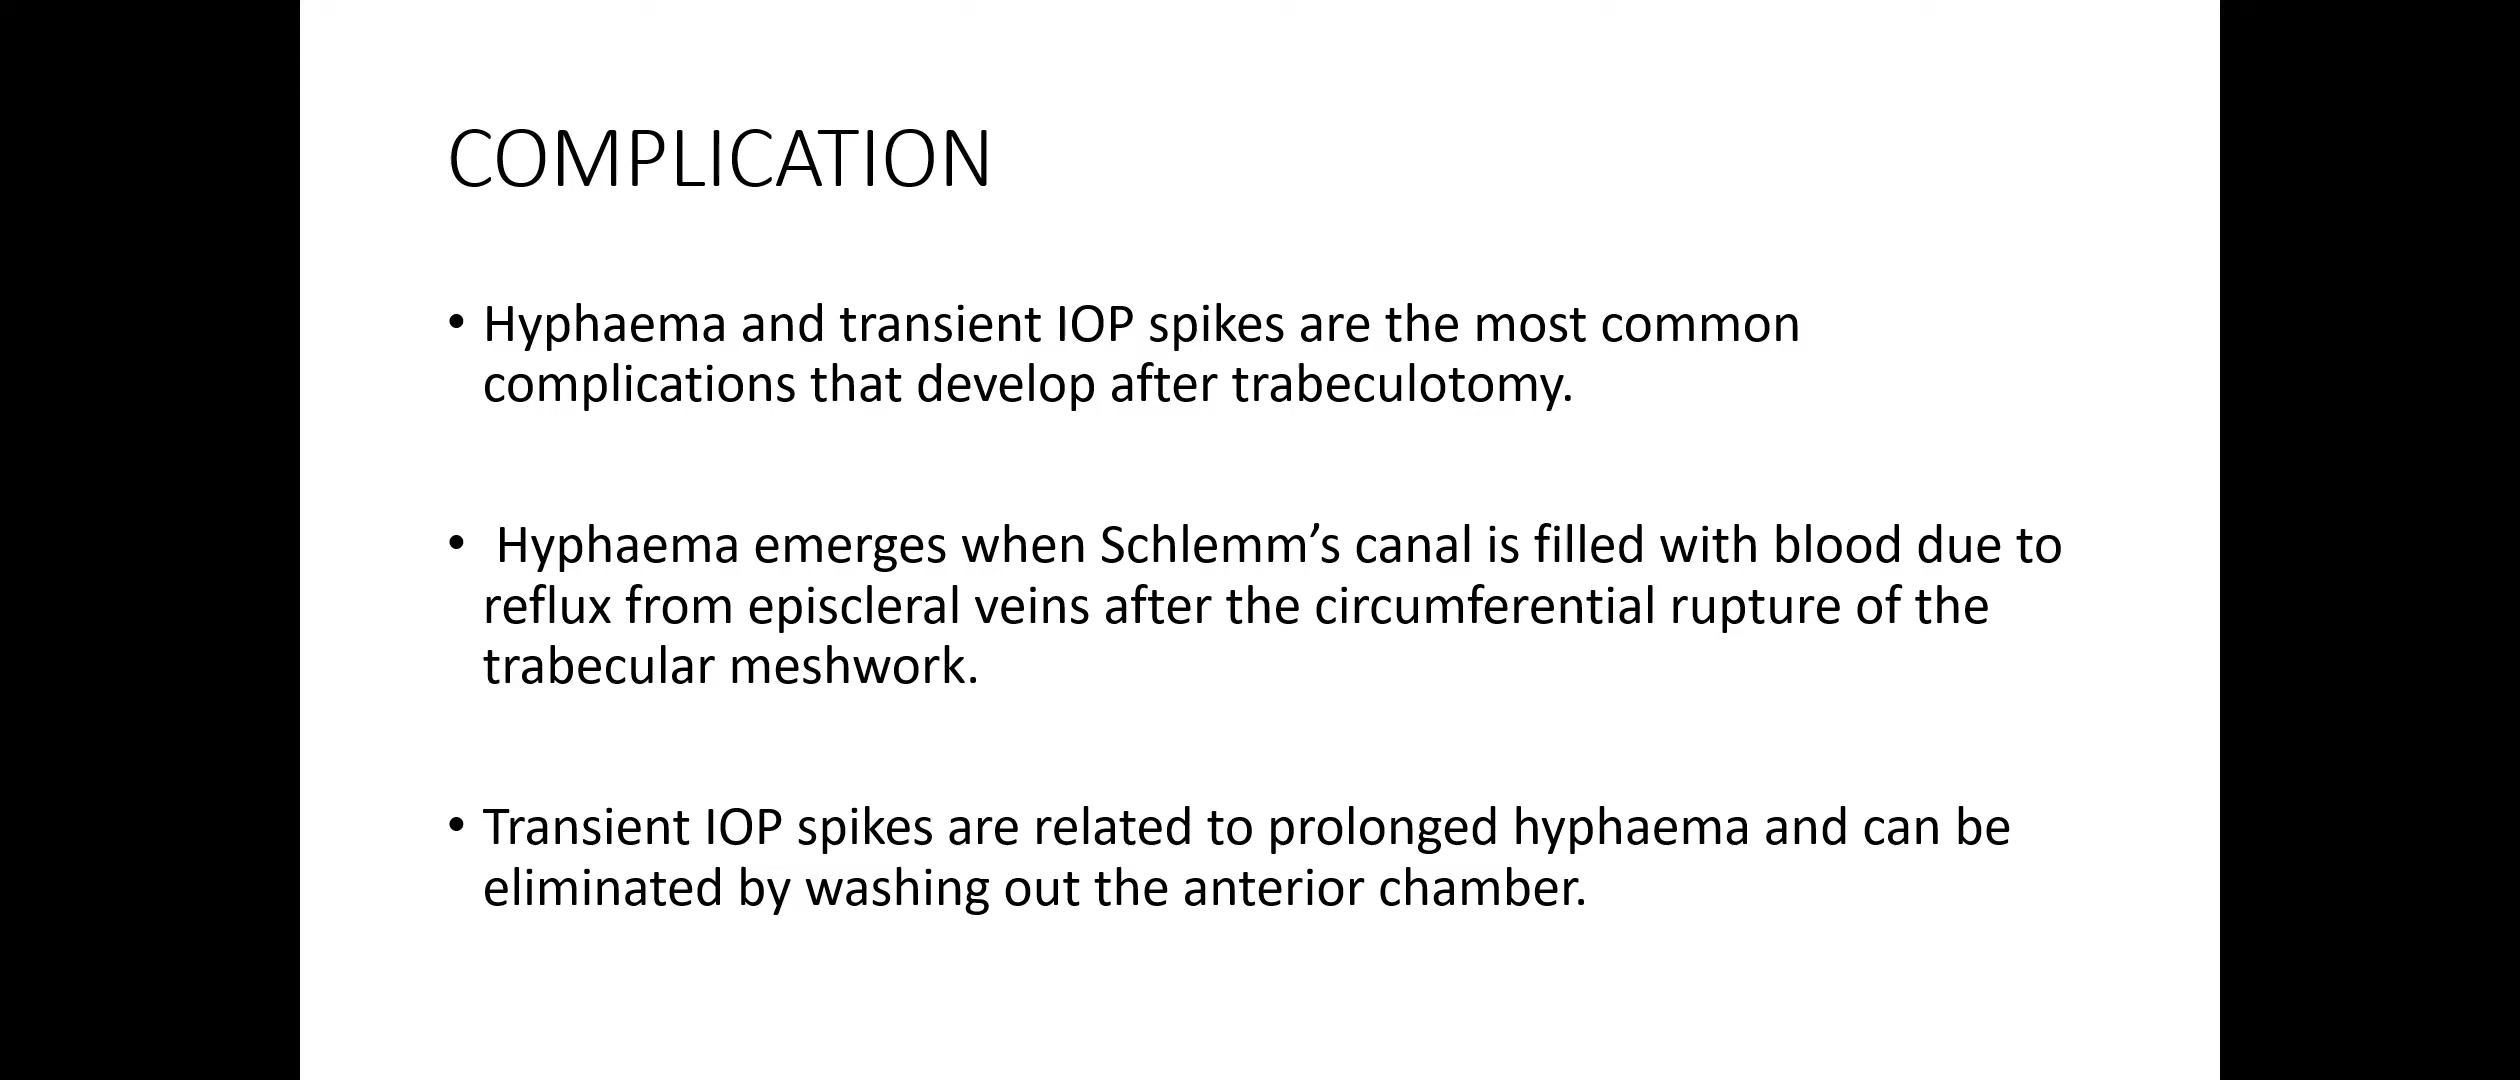 COMPLICATION
• Hyphaema and transient IOP spikes are the most common
complications that develop after trabeculotomy.
• Hyphaema emerges when Schlemm’s canal is filled with blood due to
reflux from episcleral veins after the circumferential rupture of the
trabecular meshwork.
• Transient IOP spikes are related to prolonged hyphaema and can be
eliminated by washing out the anterior chamber.